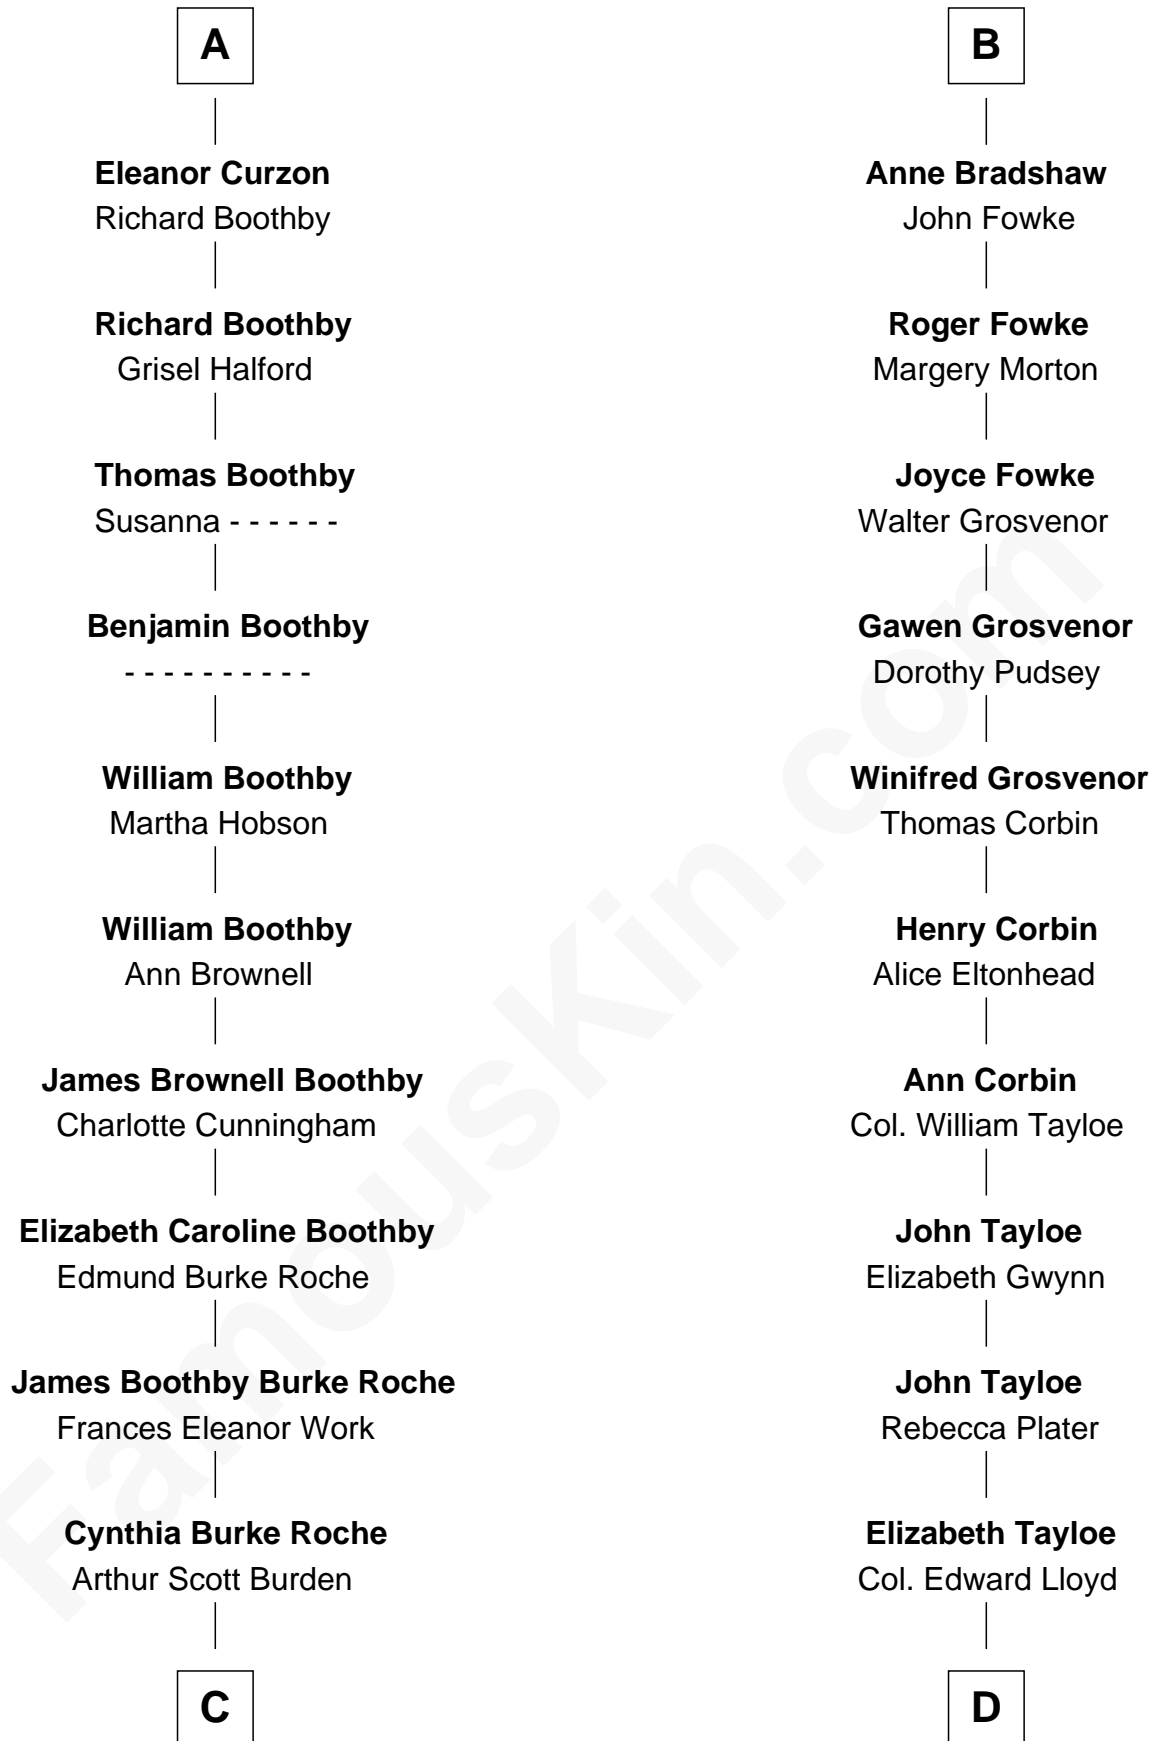 A
Eleanor Curzon
Richard Boothby
Richard Boothby
Grisel Halford
Thomas Boothby
Susanna - - - - - -
Benjamin Boothby
- - - - - - - - - -
William Boothby
Martha Hobson
William Boothby
Ann Brownell
James Brownell Boothby
Charlotte Cunningham
Elizabeth Caroline Boothby
Edmund Burke Roche
James Boothby Burke Roche
Frances Eleanor Work
Cynthia Burke Roche
Arthur Scott Burden
C
B
Anne Bradshaw
John Fowke
Roger Fowke
Margery Morton
Joyce Fowke
Walter Grosvenor
Gawen Grosvenor
Dorothy Pudsey
Winifred Grosvenor
Thomas Corbin
Henry Corbin
Alice Eltonhead
Ann Corbin
Col. William Tayloe
John Tayloe
Elizabeth Gwynn
John Tayloe
Rebecca Plater
Elizabeth Tayloe
Col. Edward Lloyd
D
FamousKin.com